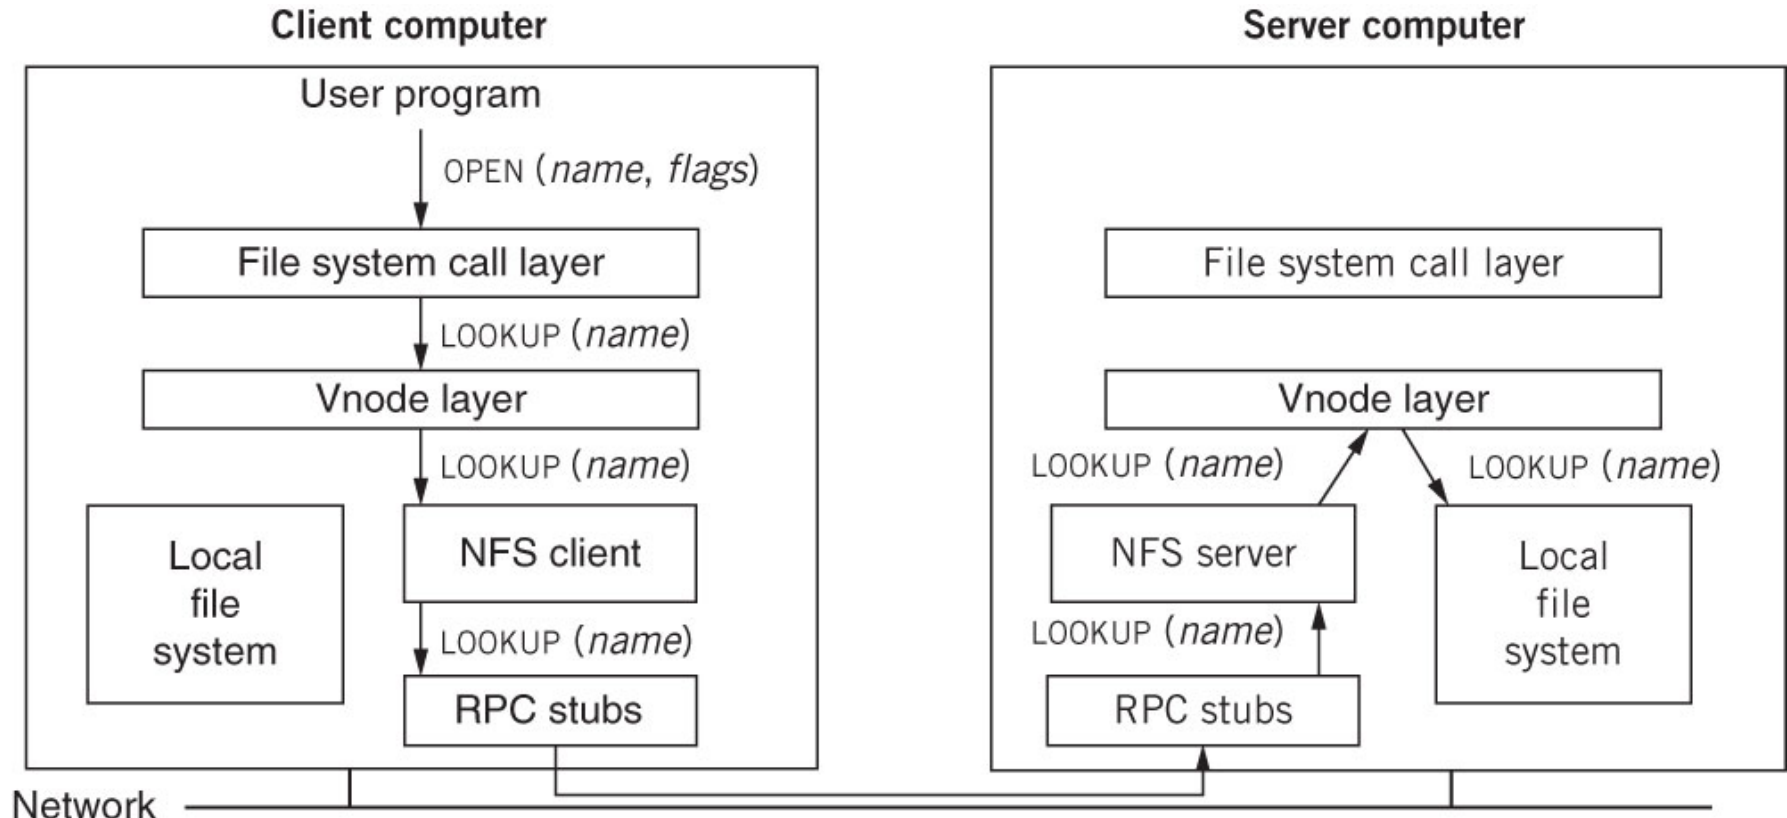 Client computer
Server computer
User program
OPEN (name, flags)
File system call layer
LOOKUP (name)
Vnode layer
LOOKUP (name)
Local
file
system
NFS client
LOOKUP (name)
RPC stubs
File system call layer
Vnode layer
LOOKUP (name)
LOOKUP (name)
NFS server
LOOKUP (name)
RPC stubs
Local
file
system
Network